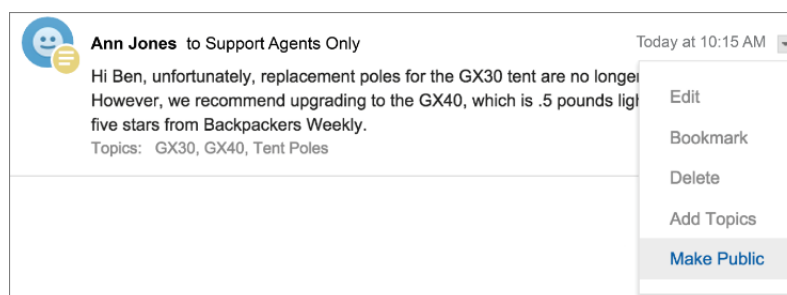 Ann Jones to Support Agents Only
Today at 10:15 AM
Hi Ben, unfortunately, replacement poles for the GX30 tent are no longer
However, we recommend upgrading to the GX40, which is .5 pounds
five stars from Backpackers Weekly.
Topics: GX30, GX40, Tent Poles
Edit
Bookmark
Delete
Add Topics
Make Public